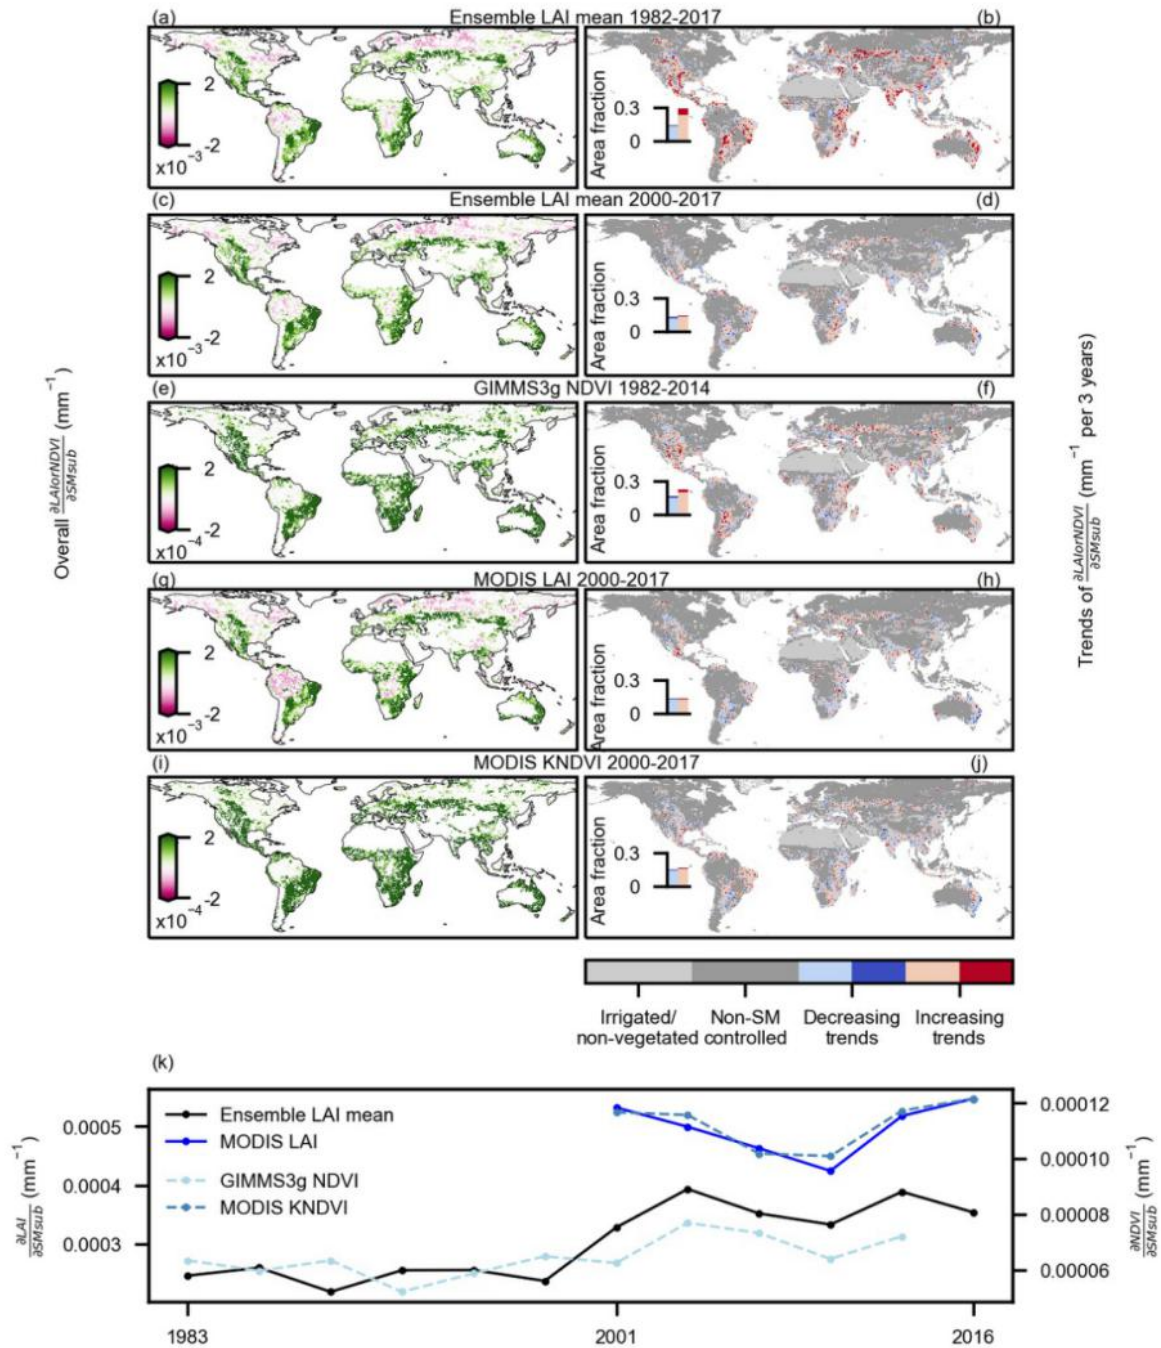 (a) Ensemble LAI mean 1982-2017 (b)
2
-2
x10⁻³
Area fraction
0.3
0
(c) Ensemble LAI mean 2000-2017 (d)
2
-2
x10⁻³
Area fraction
0.3
0
(e) GIMMS3g NDVI 1982-2014 (f)
2
-2
x10⁻⁴
Area fraction
0.3
0
(g) MODIS LAI 2000-2017 (h)
2
-2
x10⁻³
Area fraction
0.3
0
(i) MODIS KNDVI 2000-2017 (j)
2
-2
x10⁻⁴
Area fraction
0.3
0
Overall ∂LAIorNDVI/∂SMsub (mm⁻¹)
Trends of ∂LAIorNDVI/∂SMsub (mm⁻¹ per 3 years)
Irrigated/ Non-SM Decreasing Increasing
non-vegetated controlled trends trends
(k)
Ensemble LAI mean
MODIS LAI
GIMMS3g NDVI
MODIS KNDVI
∂LAI/∂SMsub (mm⁻¹)
0.0005
0.0004
0.0003
0.00012
0.00010
0.00008
0.00006
∂NDVI/∂SMsub (mm⁻¹)
1983 2001 2016